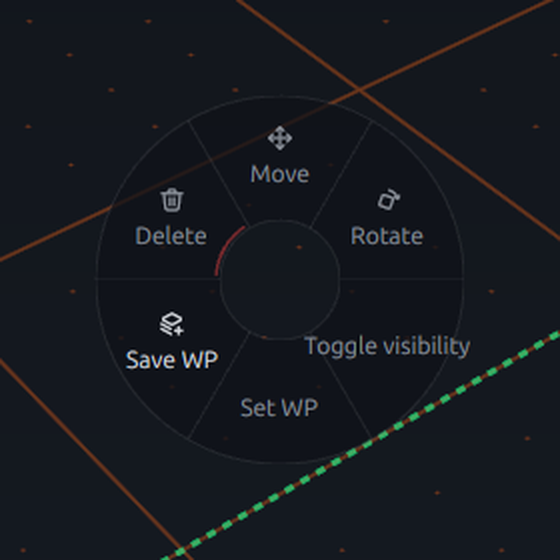 Move
Delete
Rotate
Toggle visibility
Save WP
Set WP